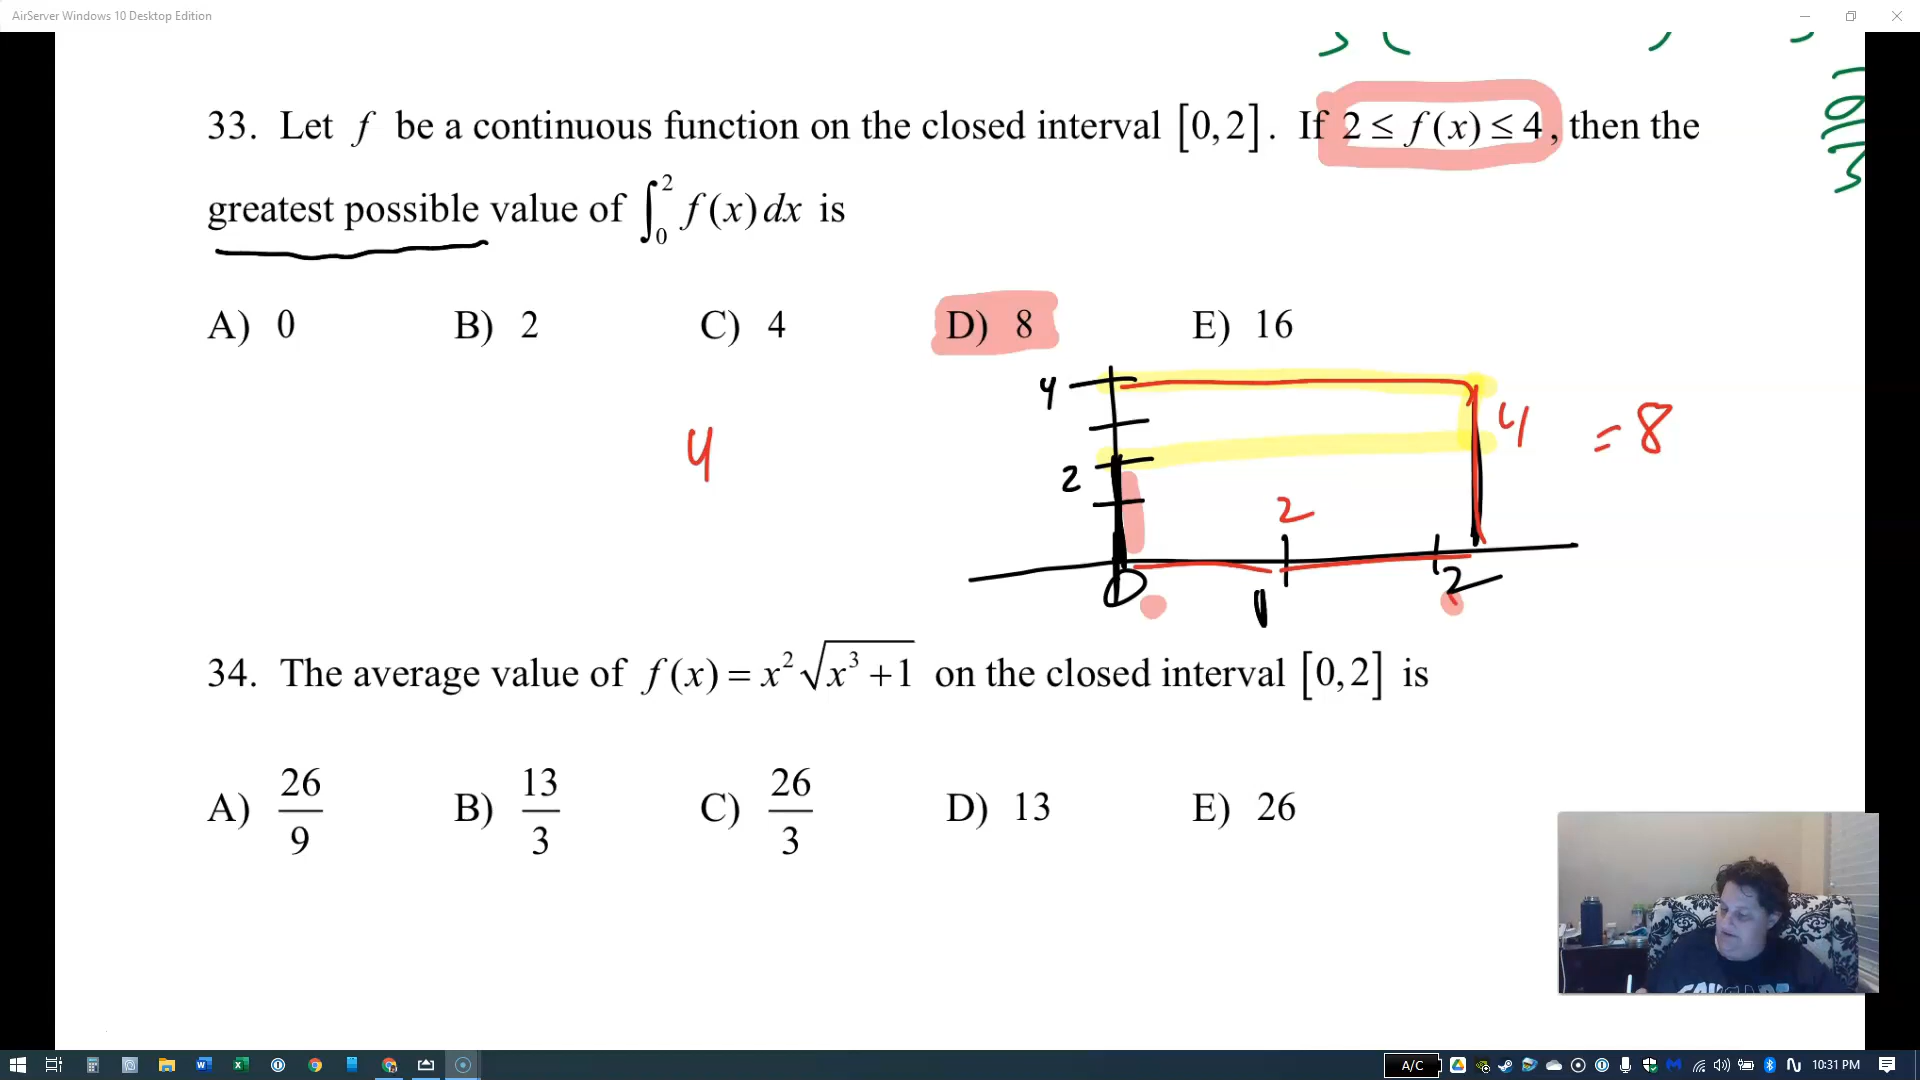 AirServer Windows 10 Desktop Edition
33. Let f be a continuous function on the closed interval [0,2]. If 2 ≤ f(x) ≤ 4, then the
greatest possible value of ∫₀² f(x)dx is
A) 0 B) 2 C) 4 D) 8 E) 16
4
4
2
0
1
2
2
4
= 8
34. The average value of f(x) = x²√(x³+1) on the closed interval [0,2] is
A) 26/9 B) 13/3 C) 26/3 D) 13 E) 26
A/C
10:31 PM